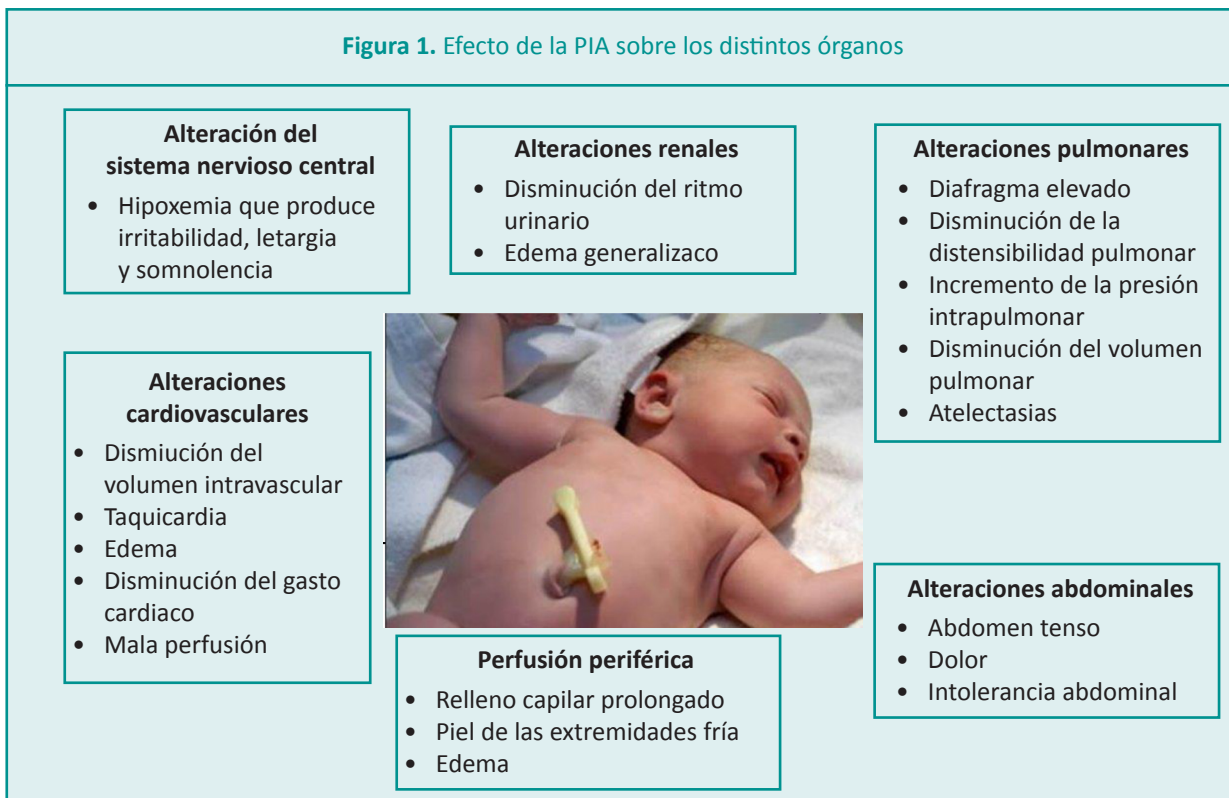 Figura 1. Efecto de la PIA sobre los distintos órganos
Alteración del
sistema nervioso central
• Hipoxemia que produce
irritabilidad, letargia
y somnolencia
Alteraciones renales
• Disminución del ritmo
urinario
• Edema generalizaco
Alteraciones pulmonares
• Diafragma elevado
• Disminución de la
distensibilidad pulmonar
• Incremento de la presión
intrapulmonar
• Disminución del volumen
pulmonar
• Atelectasias
Alteraciones
cardiovasculares
• Dismiución del
volumen intravascular
• Taquicardia
• Edema
• Disminución del gasto
cardiaco
• Mala perfusión
Perfusión periférica
• Relleno capilar prolongado
• Piel de las extremidades fría
• Edema
Alteraciones abdominales
• Abdomen tenso
• Dolor
• Intolerancia abdominal